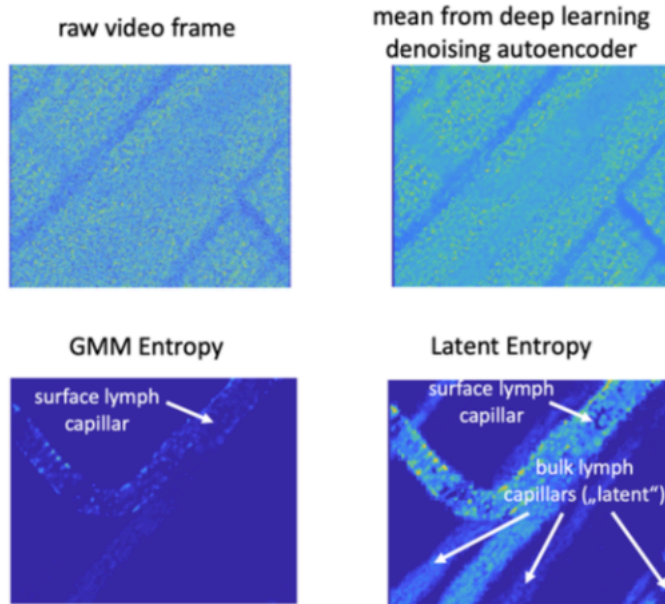 raw video frame
mean from deep learning
denoising autoencoder
GMM Entropy
Latent Entropy
surface lymph
capillar
surface lymph
capillar
bulk lymph
capillars („latent“)